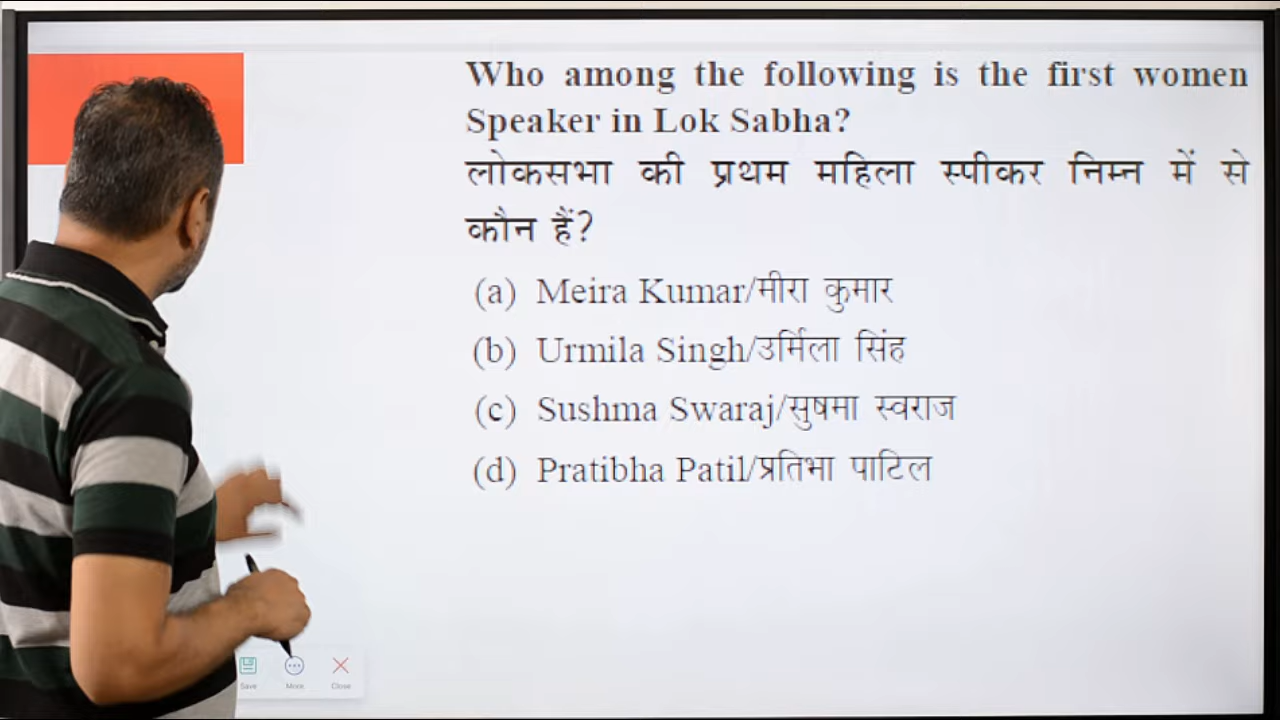 Who among the following is the first women
Speaker in Lok Sabha?
लोकसभा की प्रथम महिला स्पीकर निम्न में से
कौन हैं?
(a) Meira Kumar/मीरा कुमार
(b) Urmila Singh/उर्मिला सिंह
(c) Sushma Swaraj/सुषमा स्वराज
(d) Pratibha Patil/प्रतिभा पाटिल
Save More Close